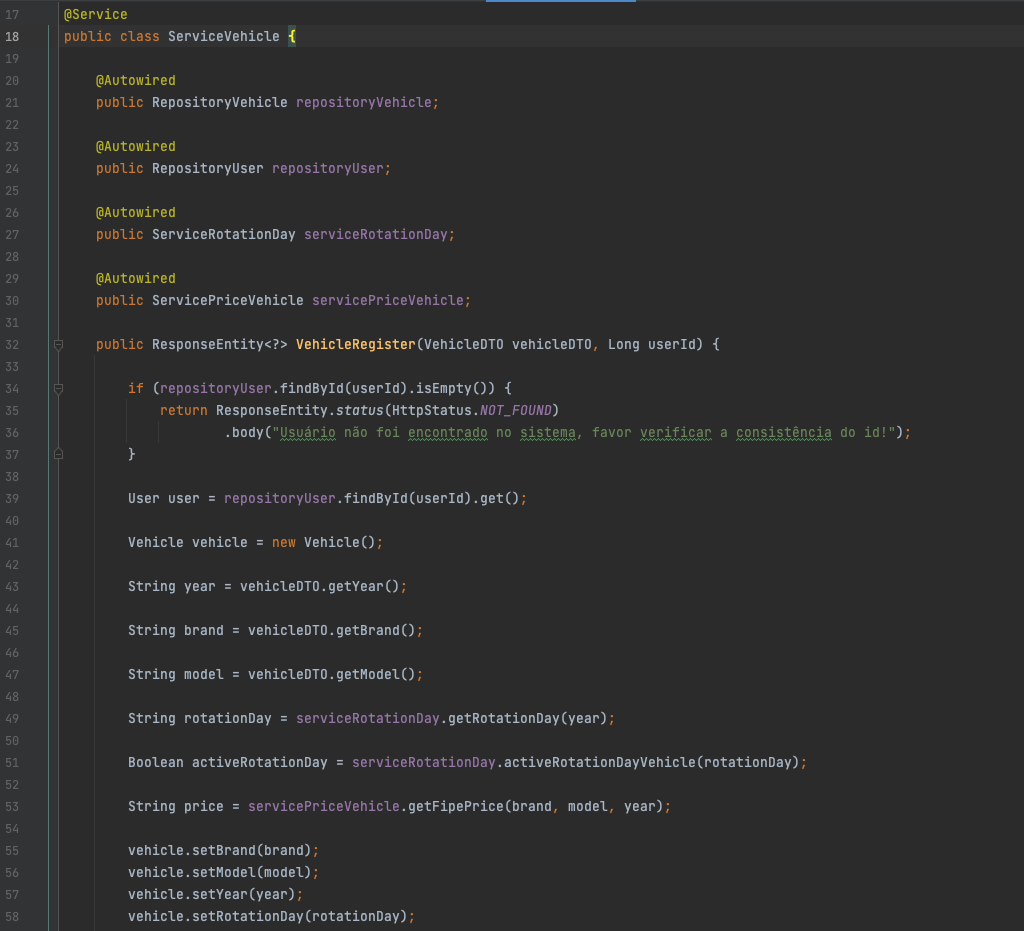 17 @Service
18 public class ServiceVehicle {
19
20 @Autowired
21 public RepositoryVehicle repositoryVehicle;
22
23 @Autowired
24 public RepositoryUser repositoryUser;
25
26 @Autowired
27 public ServiceRotationDay serviceRotationDay;
28
29 @Autowired
30 public ServicePriceVehicle servicePriceVehicle;
31
32 public ResponseEntity<?> VehicleRegister(VehicleDTO vehicleDTO, Long userId) {
33
34 if (repositoryUser.findById(userId).isEmpty()) {
35 return ResponseEntity.status(HttpStatus.NOT_FOUND)
36 .body("Usuário não foi encontrado no sistema, favor verificar a consistência do id!");
37 }
38
39 User user = repositoryUser.findById(userId).get();
40
41 Vehicle vehicle = new Vehicle();
42
43 String year = vehicleDTO.getYear();
44
45 String brand = vehicleDTO.getBrand();
46
47 String model = vehicleDTO.getModel();
48
49 String rotationDay = serviceRotationDay.getRotationDay(year);
50
51 Boolean activeRotationDay = serviceRotationDay.activeRotationDayVehicle(rotationDay);
52
53 String price = servicePriceVehicle.getFipePrice(brand, model, year);
54
55 vehicle.setBrand(brand);
56 vehicle.setModel(model);
57 vehicle.setYear(year);
58 vehicle.setRotationDay(rotationDay);